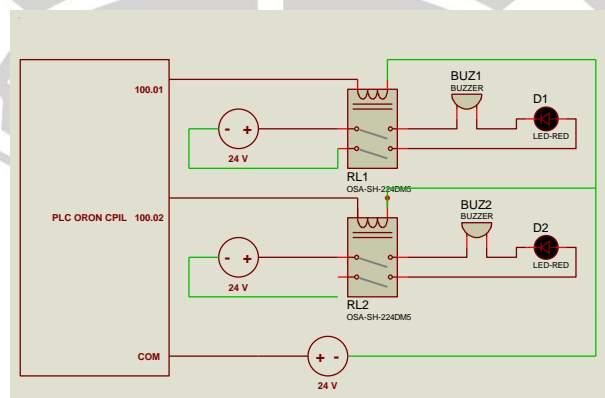 100.01
- +
24 V
RL1
OSA-SH-224DM5
BUZ1
BUZZER
D1
LED-RED
PLC ORON CPIL 100.02
- +
24 V
RL2
OSA-SH-224DM5
BUZ2
BUZZER
D2
LED-RED
COM
+ -
24 V